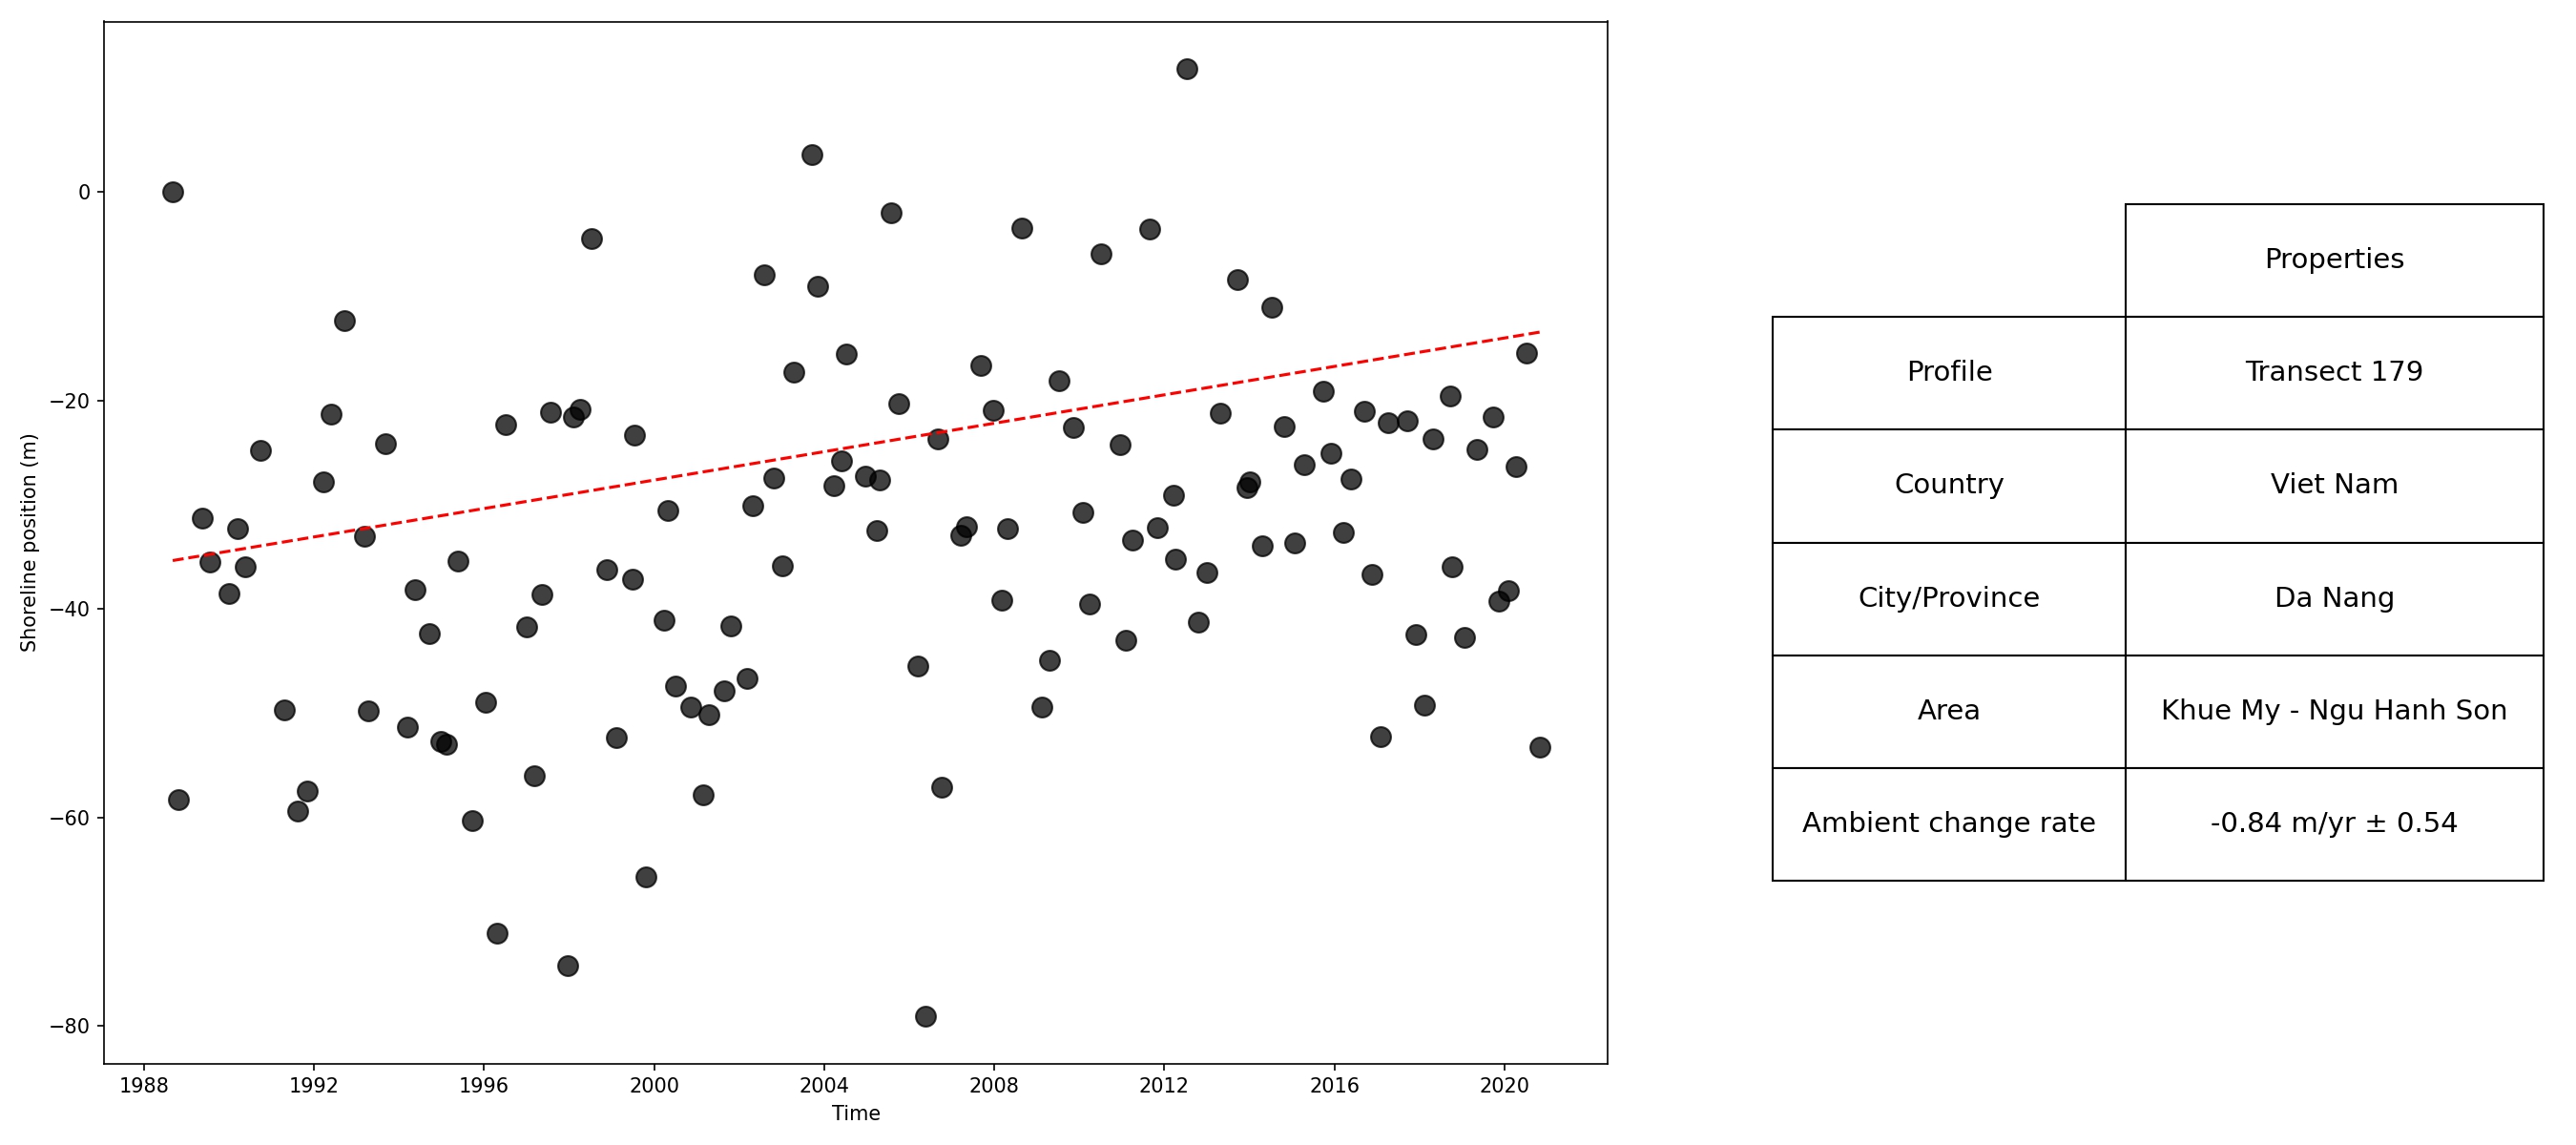 0
−20
−40
−60
−80
Shoreline position (m)
1988 1992 1996 2000 2004 2008 2012 2016 2020
Time
Properties
Profile Transect 179
Country Viet Nam
City/Province Da Nang
Area Khue My - Ngu Hanh Son
Ambient change rate -0.84 m/yr ± 0.54